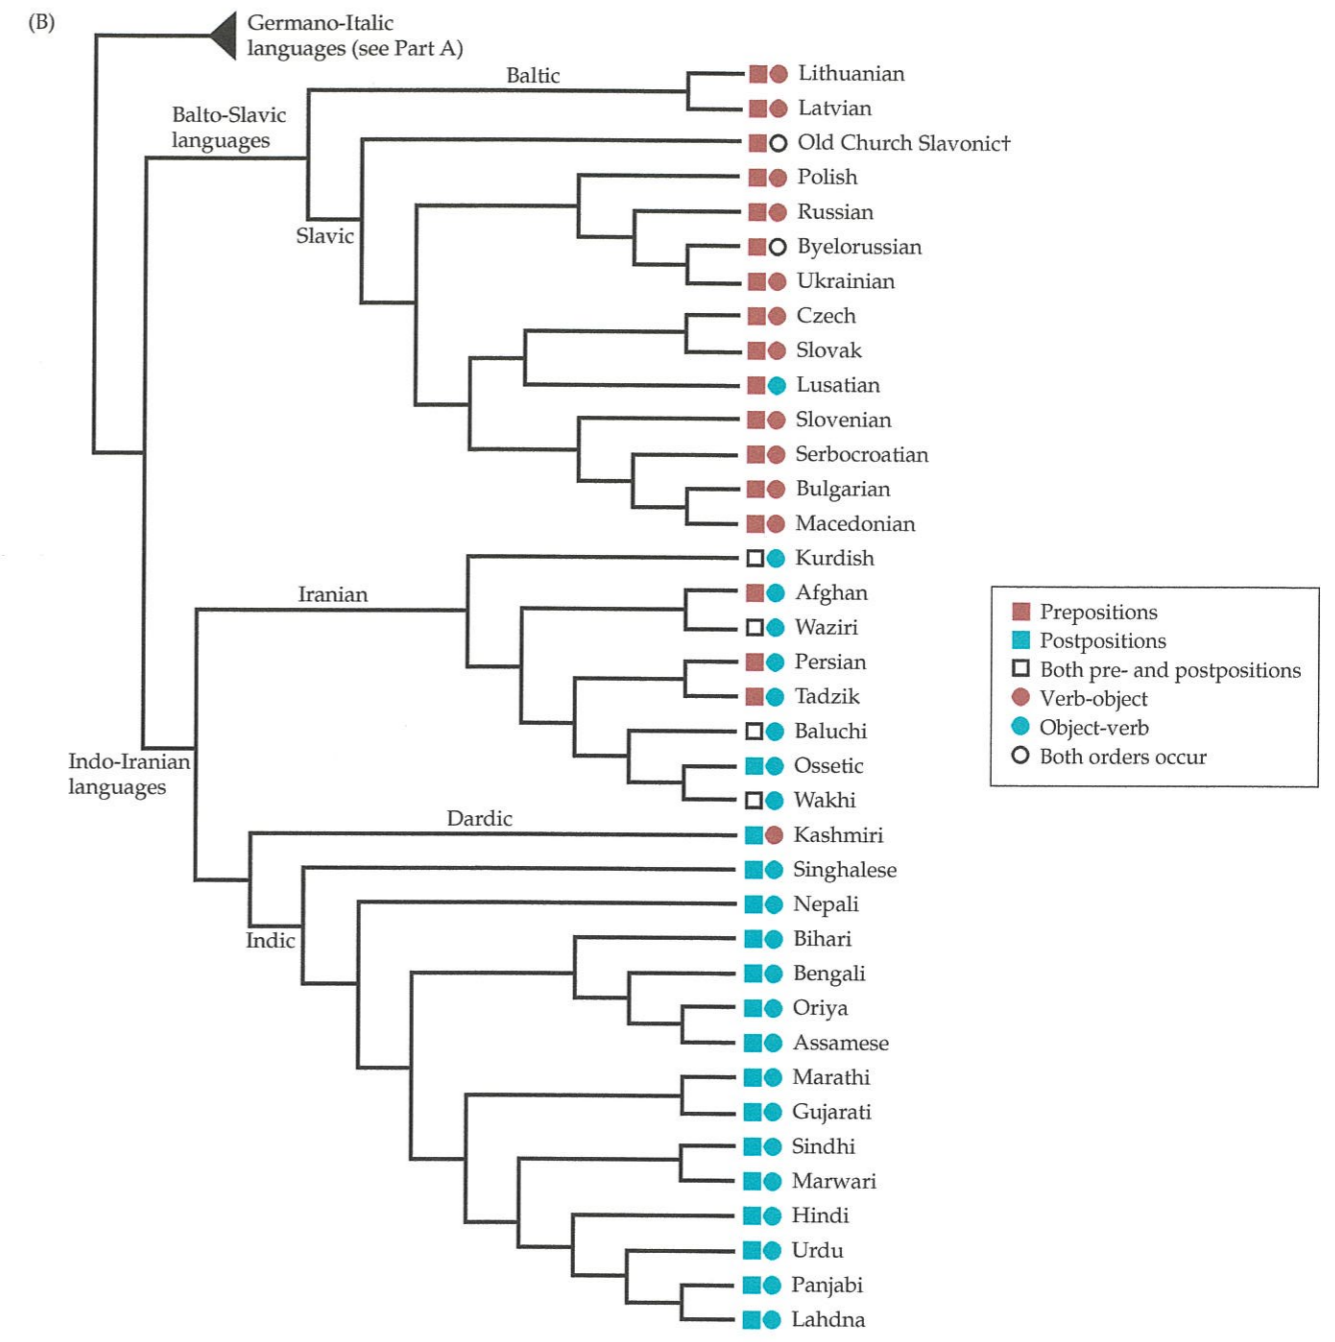 (B)
Germano-Italic
languages (see Part A)
Baltic
Balto-Slavic
languages
Slavic
Lithuanian
Latvian
Old Church Slavonic†
Polish
Russian
Byelorussian
Ukrainian
Czech
Slovak
Lusatian
Slovenian
Serbocroatian
Bulgarian
Macedonian
Iranian
Kurdish
Afghan
Waziri
Persian
Tadzik
Baluchi
Ossetic
Wakhi
Indo-Iranian
languages
Dardic
Kashmiri
Indic
Singhalese
Nepali
Bihari
Bengali
Oriya
Assamese
Marathi
Gujarati
Sindhi
Marwari
Hindi
Urdu
Panjabi
Lahdna
Prepositions
Postpositions
Both pre- and postpositions
Verb-object
Object-verb
Both orders occur